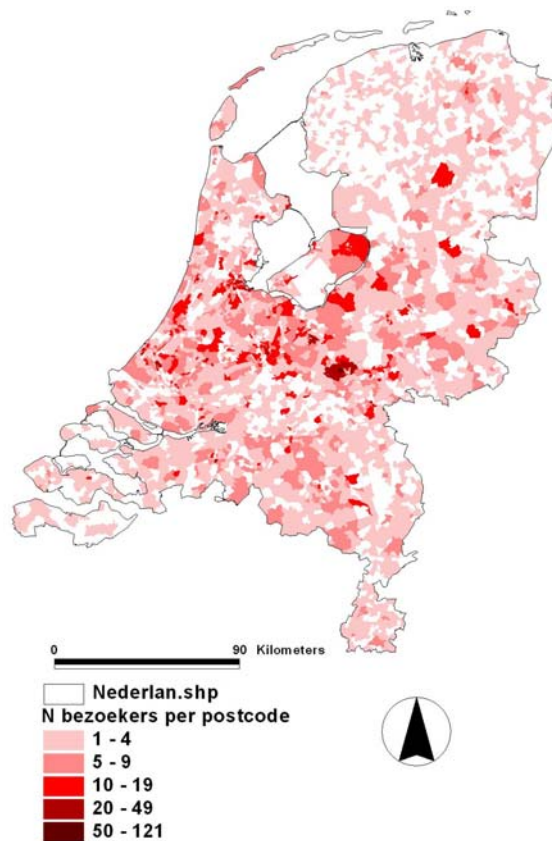 0 90 Kilometers
Nederlan.shp
N bezoekers per postcode
1 - 4
5 - 9
10 - 19
20 - 49
50 - 121